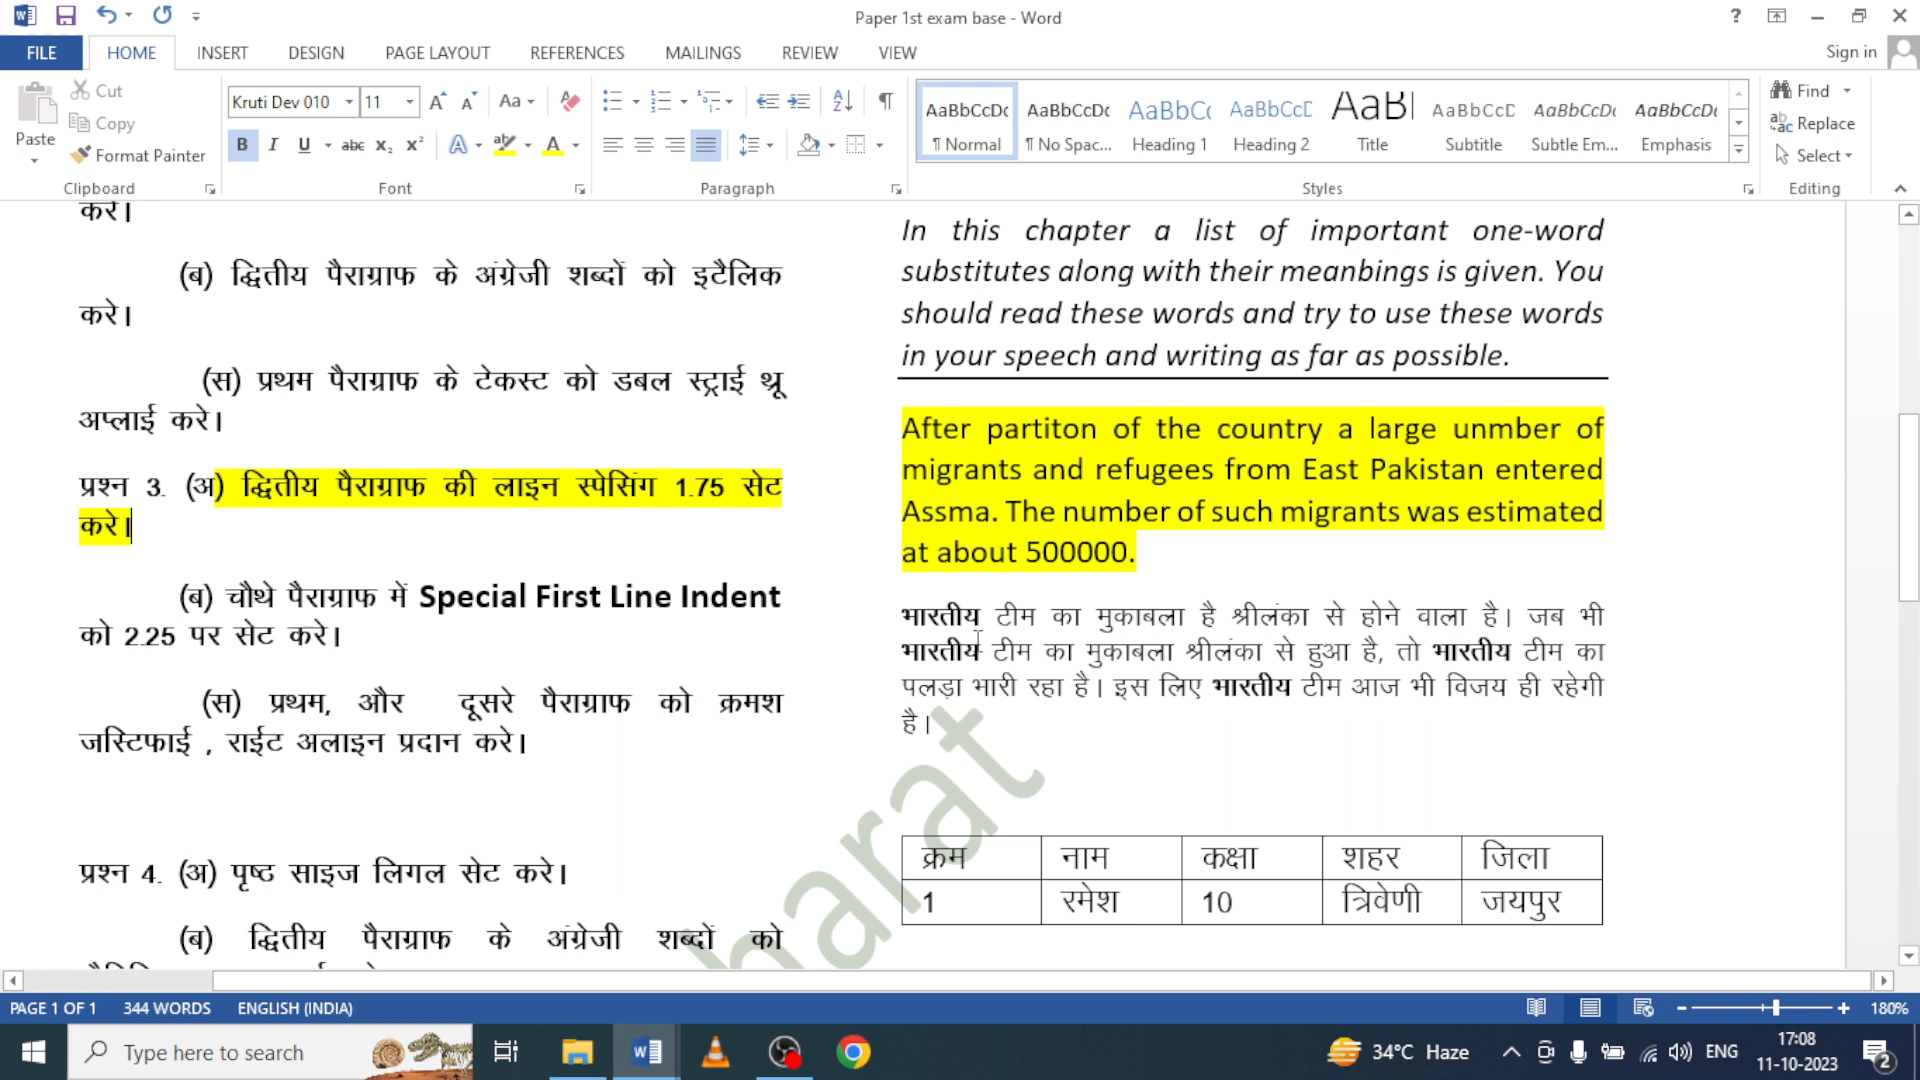 Paper 1st exam base - Word
?
FILE
HOME
INSERT
DESIGN
PAGE LAYOUT
REFERENCES
MAILINGS
REVIEW
VIEW
Sign in
Paste
Cut
Copy
Format Painter
Clipboard
Kruti Dev 010
11
Aa
B I U abc x₂ x²
Font
Paragraph
AaBbCcDc
¶ Normal
AaBbCcDc
¶ No Spac...
AaBbCc
Heading 1
AaBbCcD
Heading 2
AaB
Title
AaBbCcD
Subtitle
AaBbCcDc
Subtle Em...
AaBbCcDc
Emphasis
Styles
Find
Replace
Select
Editing
करे।
(ब) द्वितीय पैराग्राफ के अंग्रेजी शब्दों को इटैलिक
करे।
(स) प्रथम पैराग्राफ के टेकस्ट को डबल स्ट्राई थ्रू
अप्लाई करे।
प्रश्न 3. (अ) द्वितीय पैराग्राफ की लाइन स्पेसिंग 1.75 सेट
करे।
(ब) चौथे पैराग्राफ में Special First Line Indent
को 2.25 पर सेट करे।
(स) प्रथम, और दूसरे पैराग्राफ को क्रमश
जस्टिफाई , राईट अलाइन प्रदान करे।
प्रश्न 4. (अ) पृष्ठ साइज लिगल सेट करे।
(ब) द्वितीय पैराग्राफ के अंग्रेजी शब्दों को
In this chapter a list of important one-word
substitutes along with their meanbings is given. You
should read these words and try to use these words
in your speech and writing as far as possible.
After partiton of the country a large unmber of
migrants and refugees from East Pakistan entered
Assma. The number of such migrants was estimated
at about 500000.
भारतीय टीम का मुकाबला है श्रीलंका से होने वाला है। जब भी
भारतीय टीम का मुकाबला श्रीलंका से हुआ है, तो भारतीय टीम का
पलड़ा भारी रहा है। इस लिए भारतीय टीम आज भी विजय ही रहेगी
है।
harat
क्रम नाम कक्षा शहर जिला
1 रमेश 10 त्रिवेणी जयपुर
PAGE 1 OF 1
344 WORDS
ENGLISH (INDIA)
180%
Type here to search
34°C Haze
ENG
17:08
11-10-2023
2